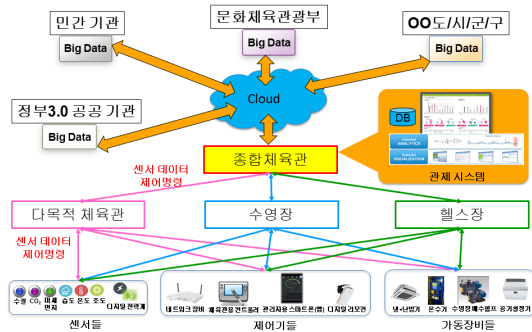 민간 기관
Big Data
문화체육관광부
Big Data
OO도/시/군/구
Big Data
정부3.0 공공 기관
Big Data
Cloud
DB
ANALYTICS
VISUALIZATION
관제 시스템
종합체육관
센서 데이터
제어명령
다목적 체육관
수영장
헬스장
센서 데이터
제어명령
수질
CO₂
미세
먼지
습도
온도
조도
디지털전력계
센서들
네트워크 장비
체육관용 컨트롤러
관리자용 스마트폰(앱)
디지털 리모컨
제어기들
냉·난방기
온수기
수영장배수펌프
공기청정기
가동장비들